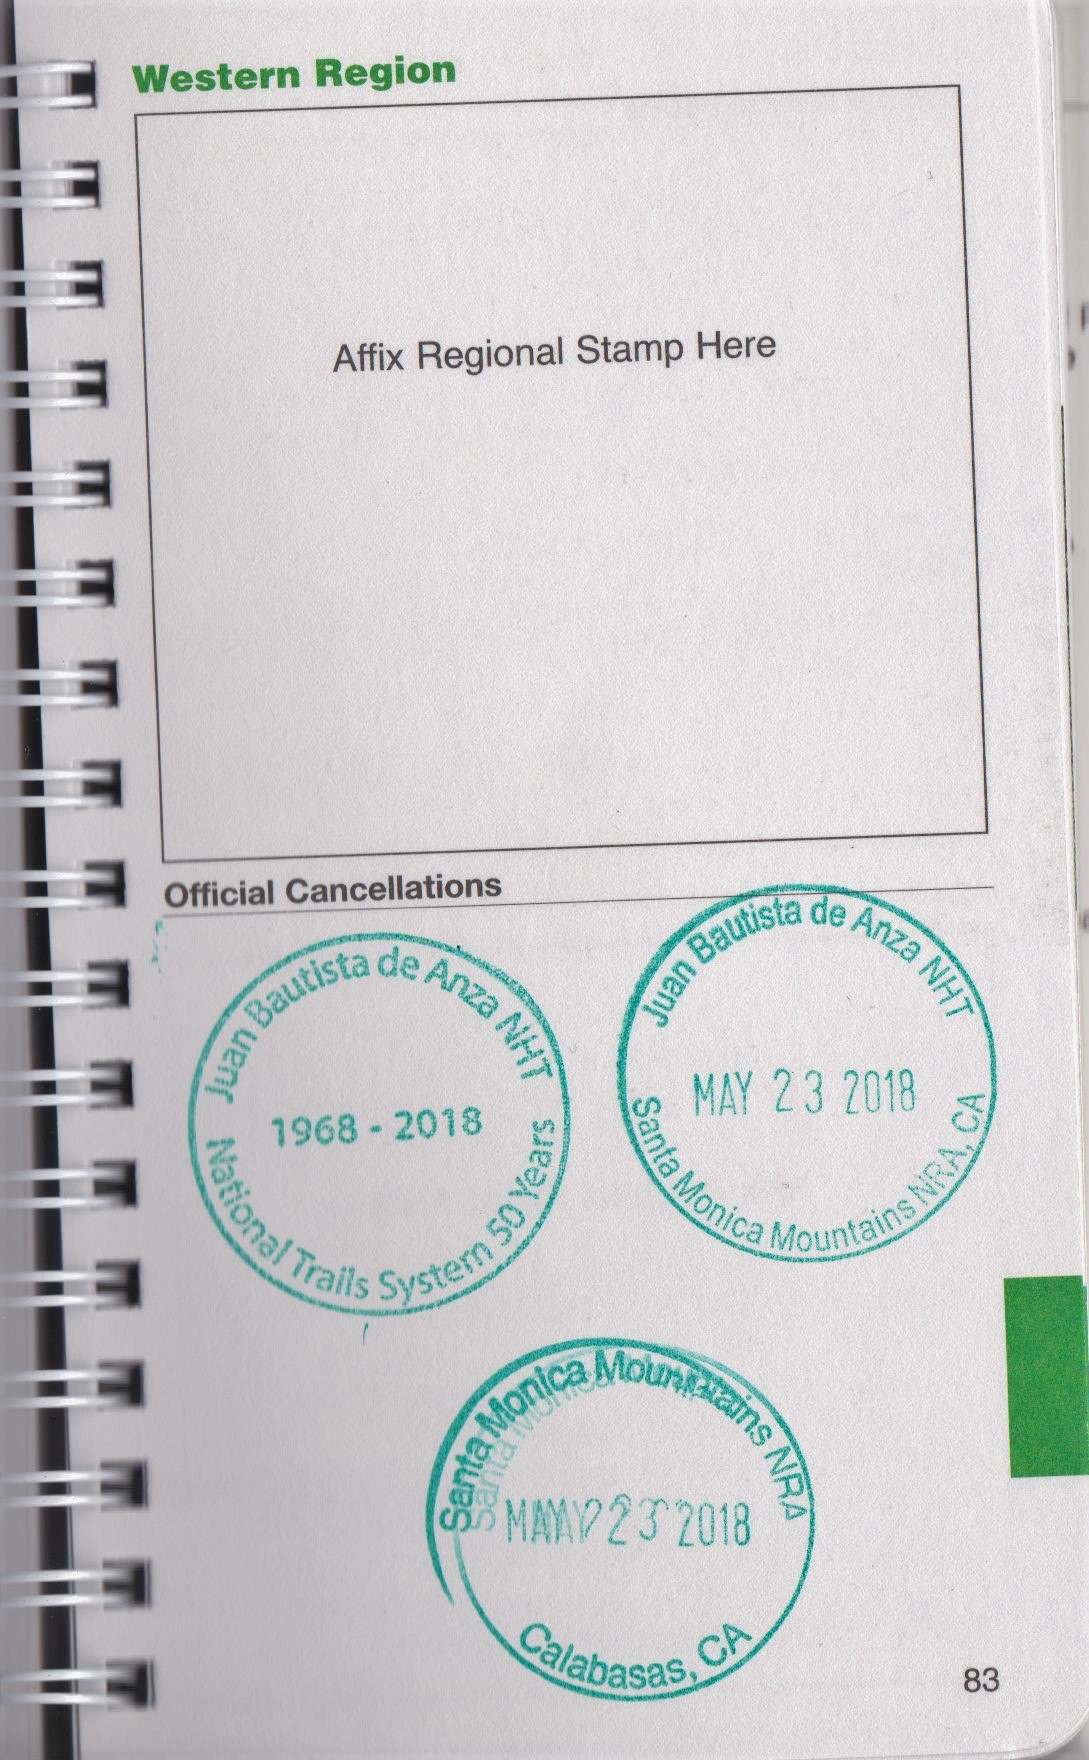 Western Region
Affix Regional Stamp Here
Official Cancellations
Juan Bautista de Anza NHT
1968 - 2018
National Trails System 50 Years
Juan Bautista de Anza NHT
MAY 23 2018
Santa Monica Mountains NRA, CA
Santa Monica Mountains NRA
MAY 23 2018
Calabasas, CA
83